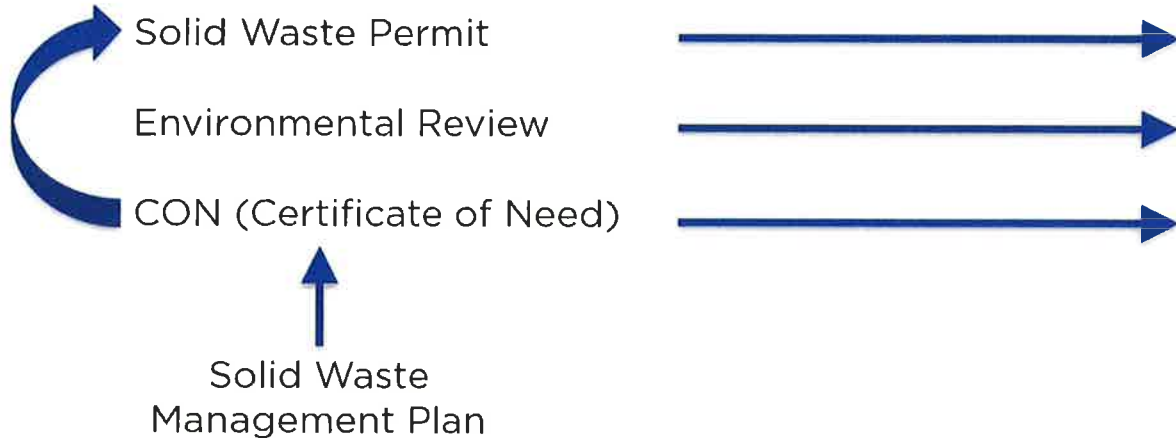 Solid Waste Permit
Environmental Review
CON (Certificate of Need)
Solid Waste
Management Plan